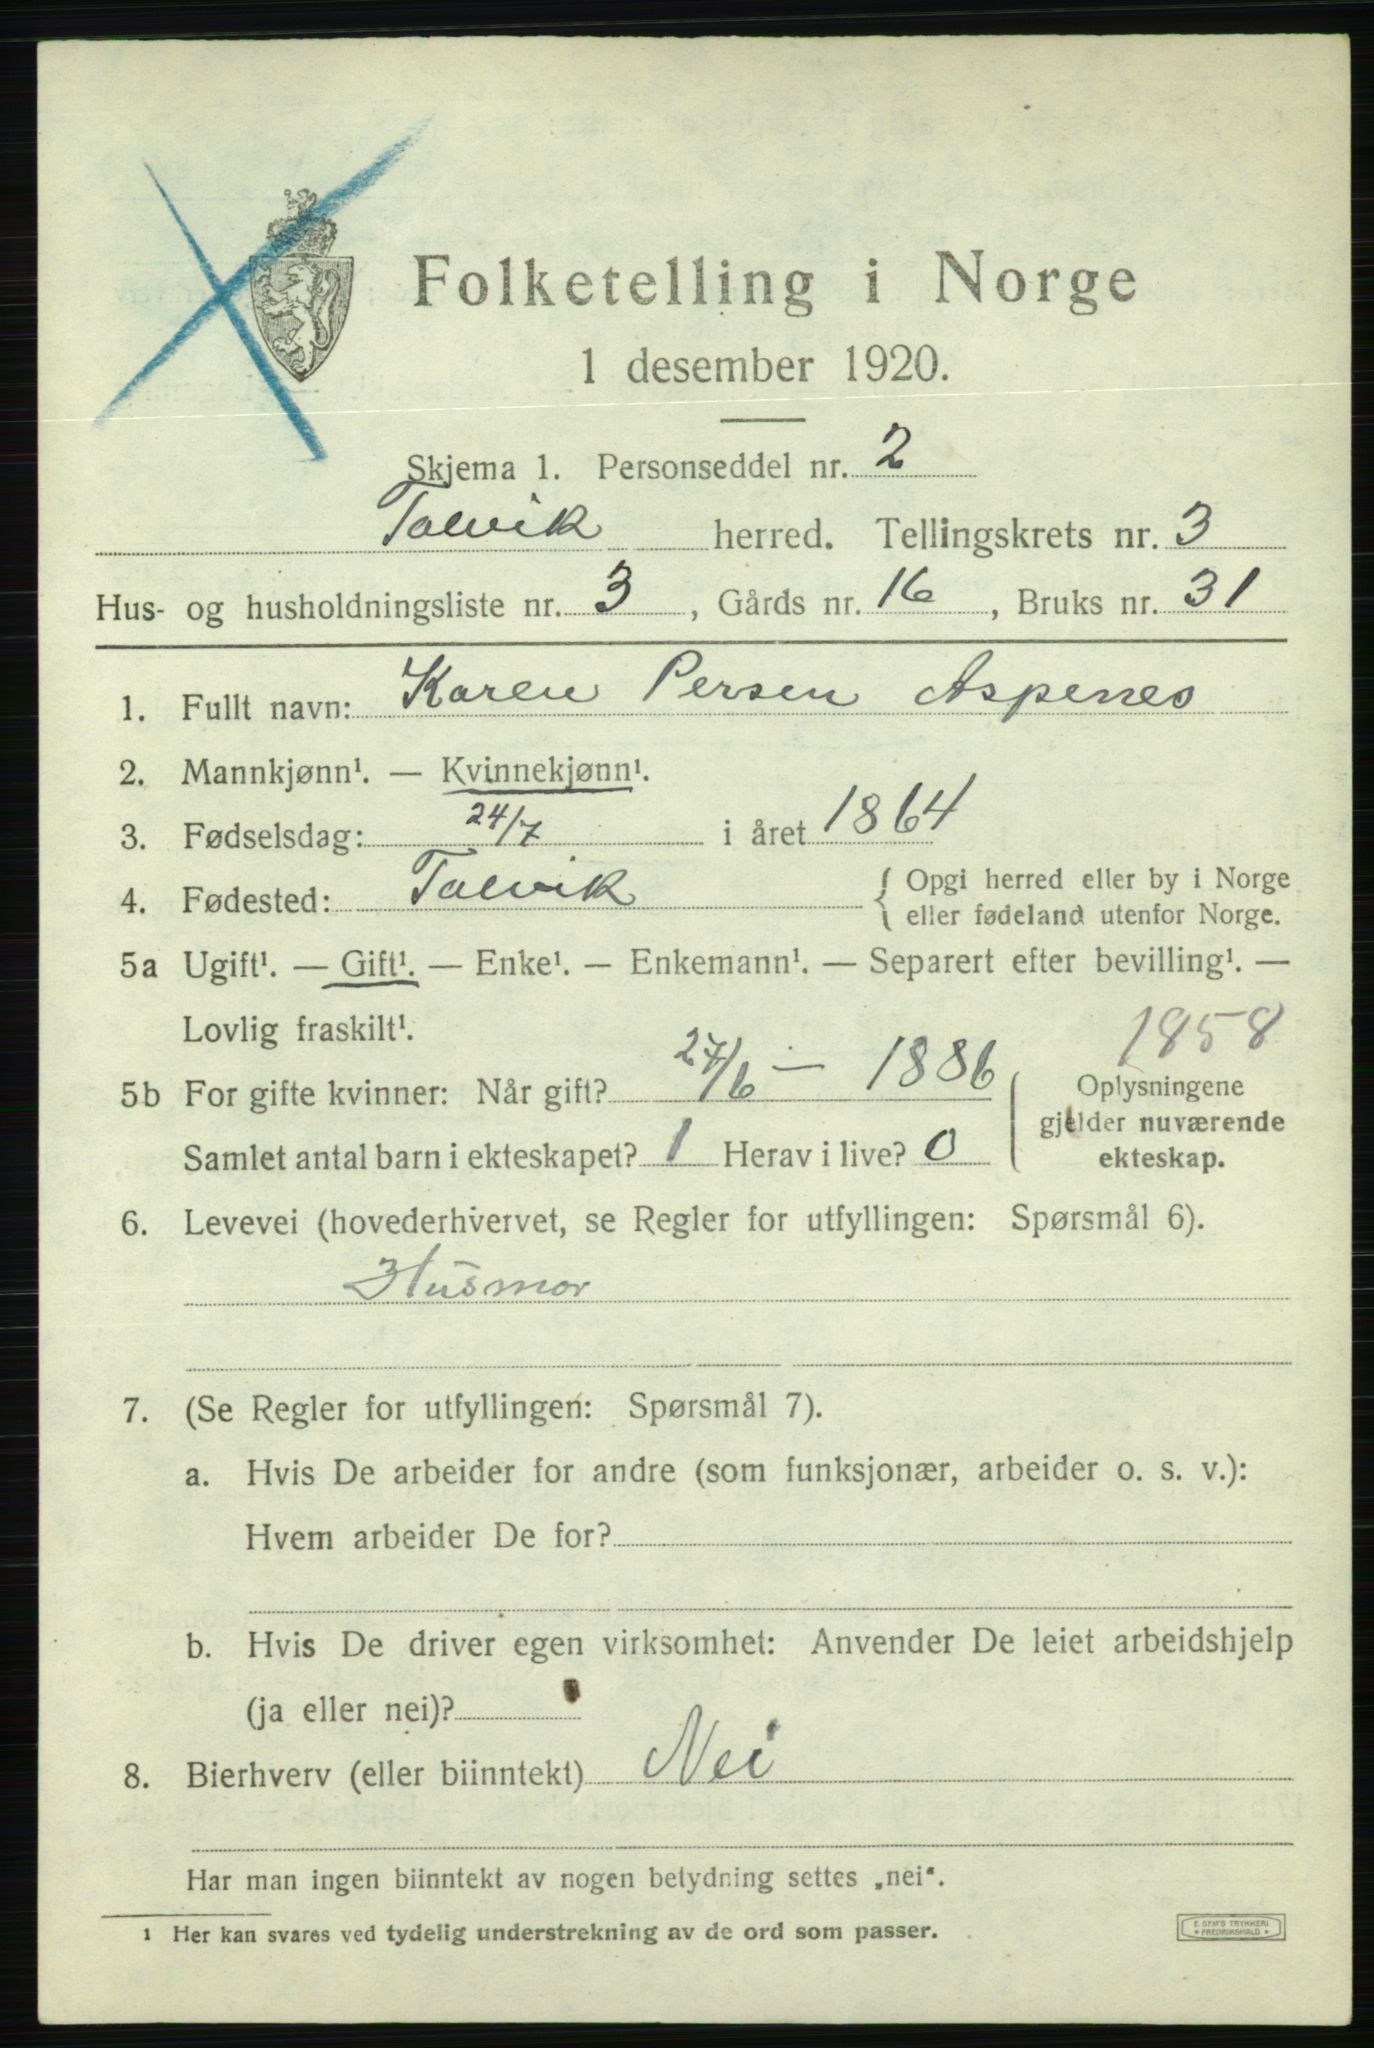 Folketelling i Norge
1 desember 1920.
Skjema 1. Personseddel nr. 2
Talvik herred. Tellingskrets nr. 3
Hus- og husholdningsliste nr. 3, Gårds nr. 16, Bruks nr. 31
1. Fullt navn: Karen Persen Aspenes
2. Mannkjønn¹. — Kvinnekjønn¹.
3. Fødselsdag: 24/7 i året 1864
4. Fødested: Talvik { Opgi herred eller by i Norge
eller fødeland utenfor Norge.
5a Ugift¹. — Gift¹. — Enke¹. — Enkemann¹. — Separert efter bevilling¹. —
Lovlig fraskilt¹.
1858
5b For gifte kvinner: Når gift? 27/6 — 1886
Samlet antal barn i ekteskapet? 1 Herav i live? 0
Oplysningene
gjelder nuværende
ekteskap.
6. Levevei (hovederhvervet, se Regler for utfyllingen: Spørsmål 6).
Husmor
7. (Se Regler for utfyllingen: Spørsmål 7).
a. Hvis De arbeider for andre (som funksjonær, arbeider o. s. v.):
Hvem arbeider De for?
b. Hvis De driver egen virksomhet: Anvender De leiet arbeidshjelp
(ja eller nei)?
8. Bierhverv (eller biinntekt) Nei
Har man ingen biinntekt av nogen betydning settes „nei“.
1 Her kan svares ved tydelig understrekning av de ord som passer.
E. SEM'S TRYKKERI
* FREDRIKSHALD *